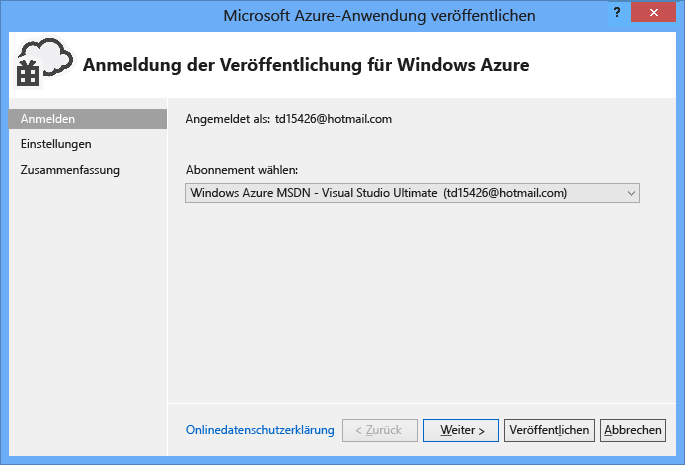 Microsoft Azure-Anwendung veröffentlichen
?
Anmeldung der Veröffentlichung für Windows Azure
Anmelden
Einstellungen
Zusammenfassung
Angemeldet als: td15426@hotmail.com
Abonnement wählen:
Windows Azure MSDN - Visual Studio Ultimate (td15426@hotmail.com)
Onlinedatenschutzerklärung
< Zurück
Weiter >
Veröffentlichen
Abbrechen